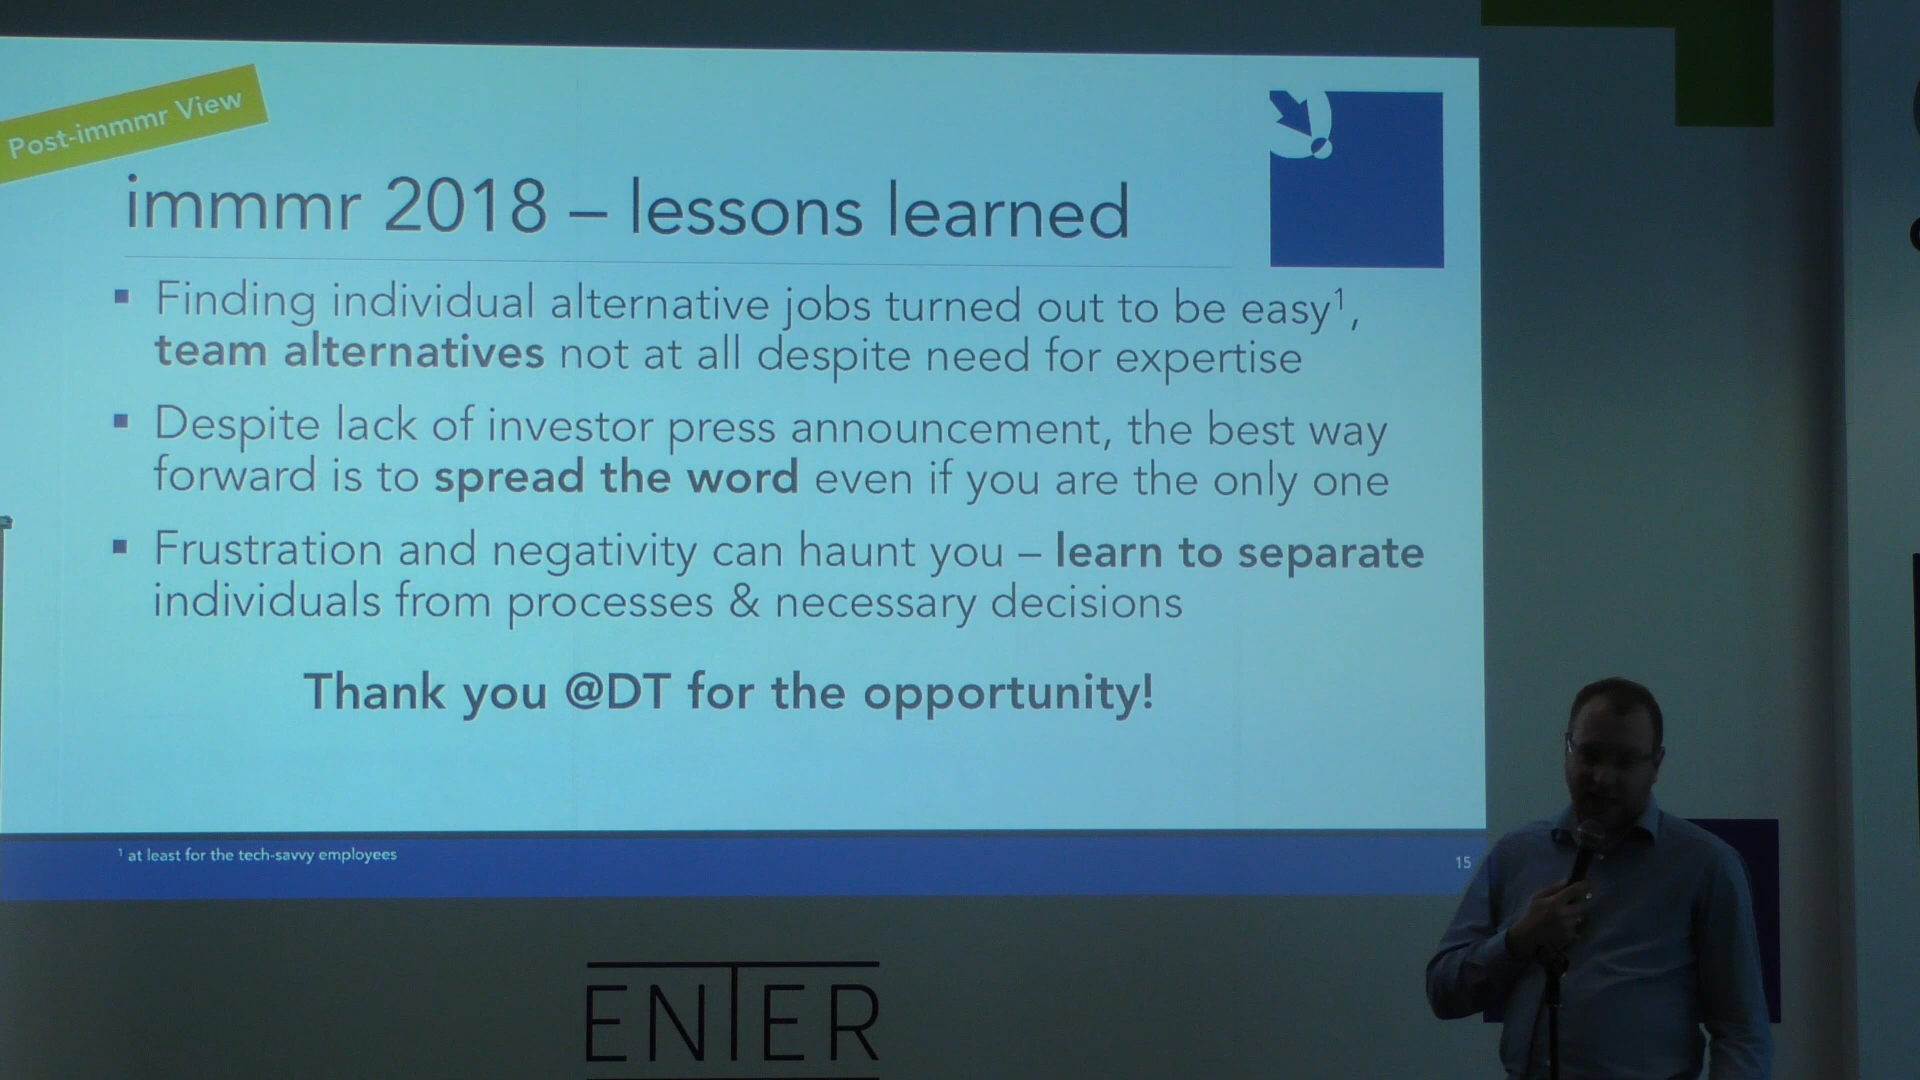 Post-immmr View
immmr 2018 – lessons learned
▪ Finding individual alternative jobs turned out to be easy¹,
team alternatives not at all despite need for expertise
▪ Despite lack of investor press announcement, the best way
forward is to spread the word even if you are the only one
▪ Frustration and negativity can haunt you – learn to separate
individuals from processes & necessary decisions
Thank you @DT for the opportunity!
¹ at least for the tech-savvy employees
15
ENTER